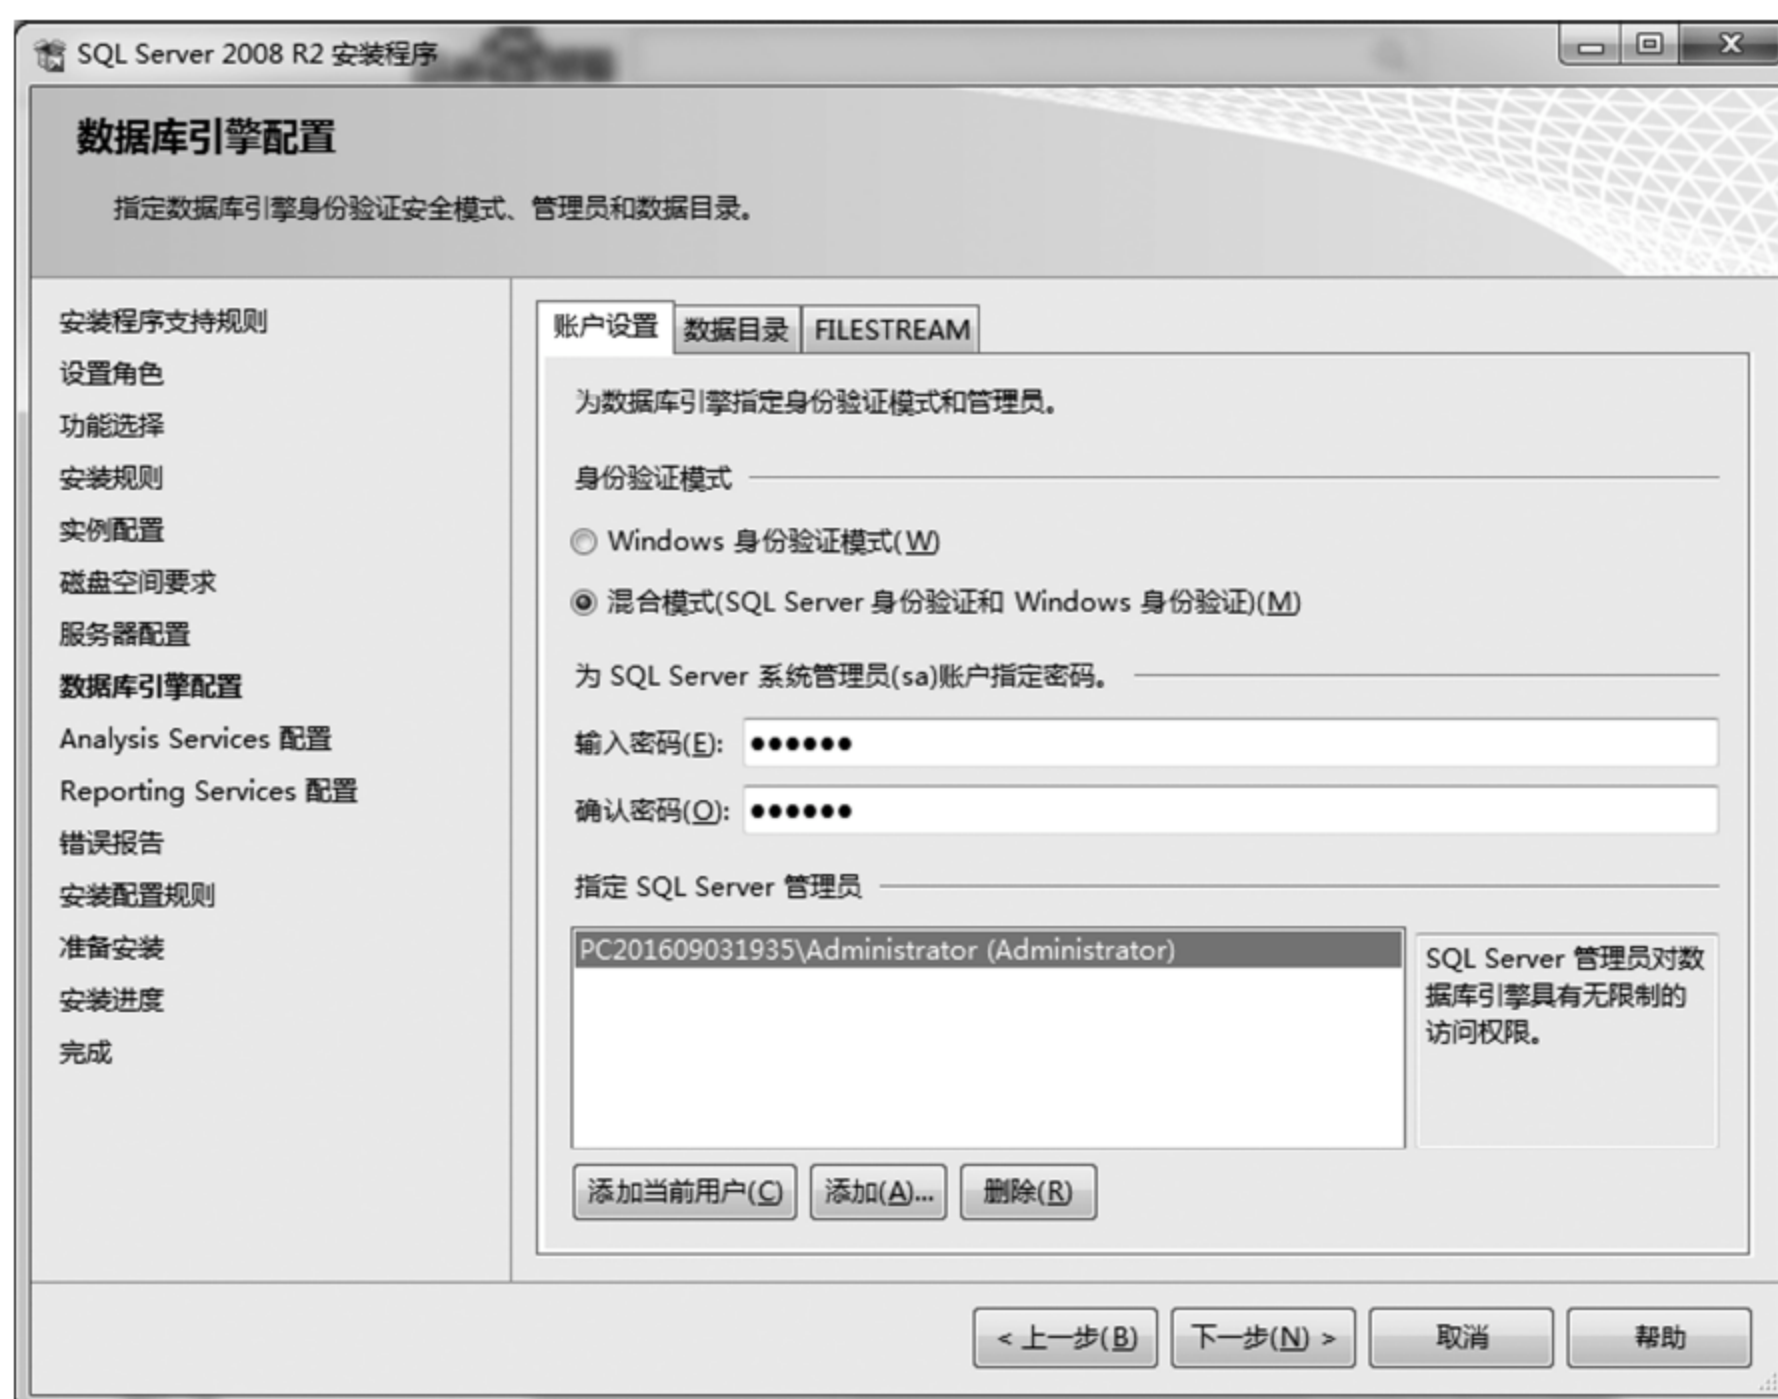 SQL Server 2008 R2 安装程序
数据库引擎配置
指定数据库引擎身份验证安全模式、管理员和数据目录。
安装程序支持规则
设置角色
功能选择
安装规则
实例配置
磁盘空间要求
服务器配置
数据库引擎配置
Analysis Services 配置
Reporting Services 配置
错误报告
安装配置规则
准备安装
安装进度
完成
账户设置 数据目录 FILESTREAM
为数据库引擎指定身份验证模式和管理员。
身份验证模式
Windows 身份验证模式(W)
混合模式(SQL Server 身份验证和 Windows 身份验证)(M)
为 SQL Server 系统管理员(sa)账户指定密码。
输入密码(E): ●●●●●●
确认密码(O): ●●●●●●
指定 SQL Server 管理员
PC201609031935\Administrator (Administrator)
SQL Server 管理员对数
据库引擎具有无限制的
访问权限。
添加当前用户(C) 添加(A)... 删除(R)
< 上一步(B) 下一步(N) > 取消 帮助